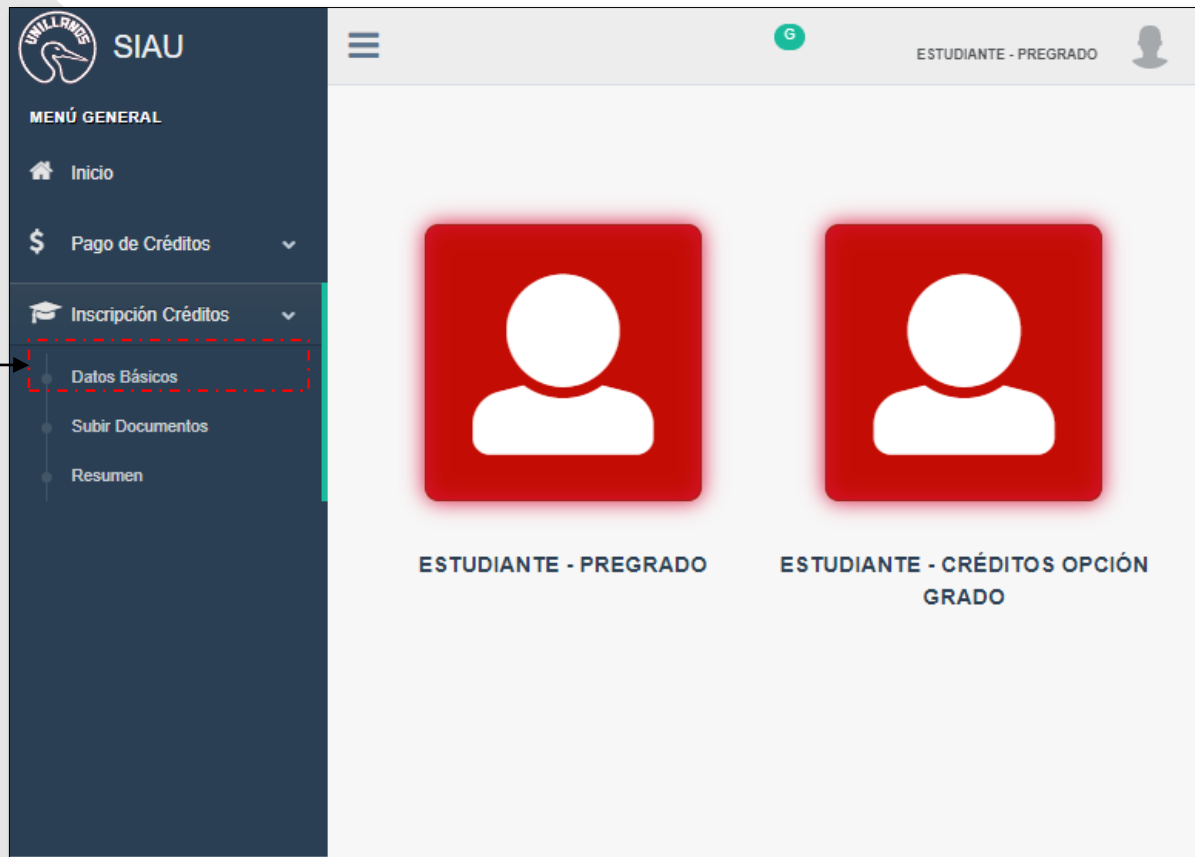 UNILLANOS
SIAU
G
ESTUDIANTE - PREGRADO
MENÚ GENERAL
Inicio
$ Pago de Créditos
Inscripción Créditos
Datos Básicos
Subir Documentos
Resumen
ESTUDIANTE - PREGRADO
ESTUDIANTE - CRÉDITOS OPCIÓN
GRADO